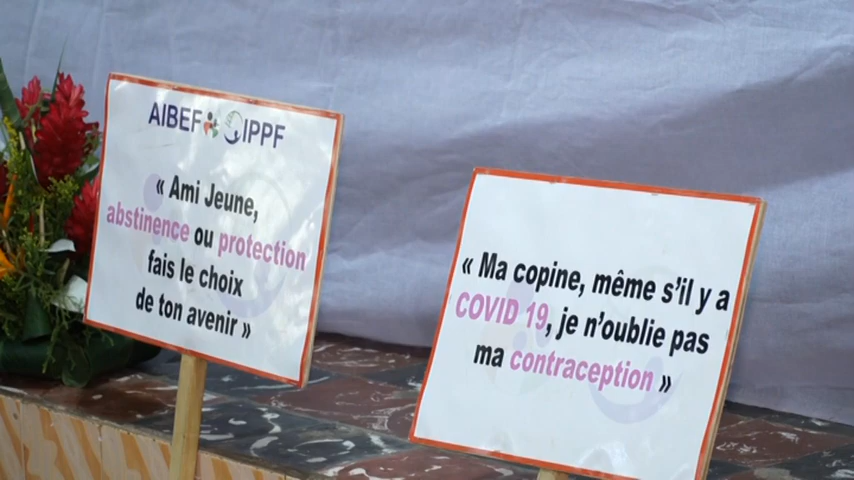 AIBEF IPPF
« Ami Jeune,
abstinence ou protection
fais le choix
de ton avenir »
« Ma copine, même s'il y a
COVID 19, je n'oublie pas
ma contraception »